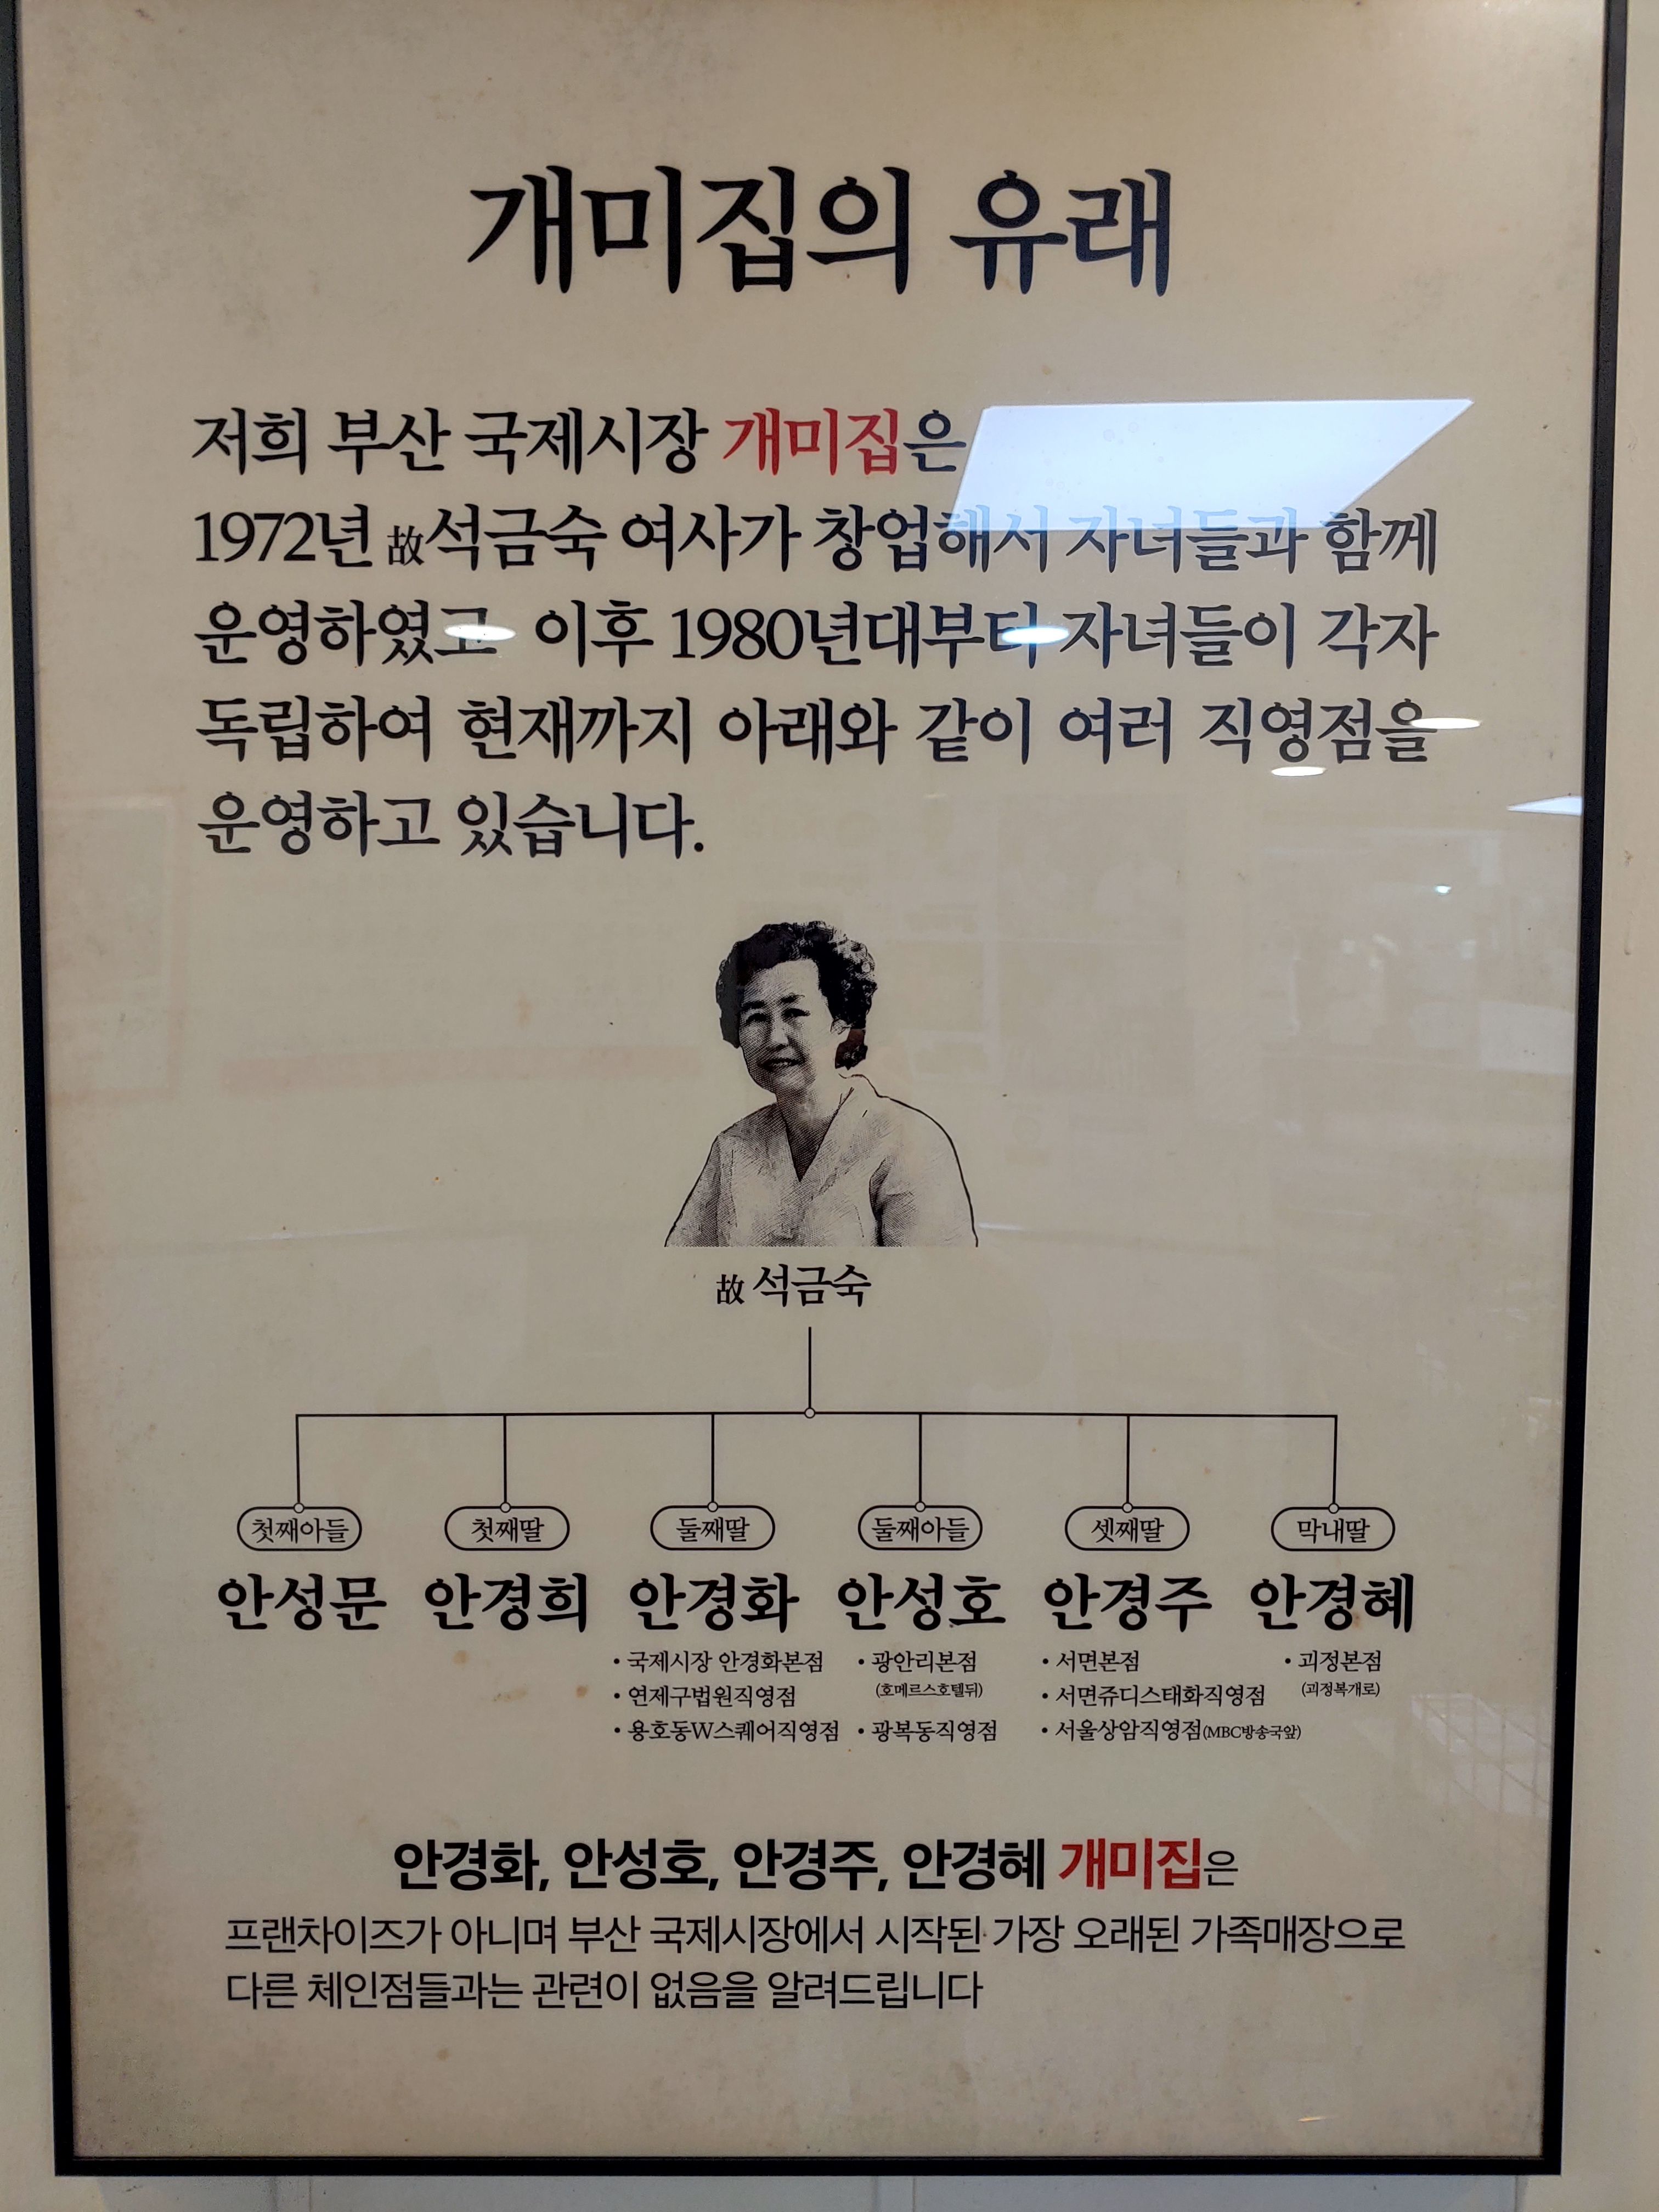 개미집의 유래
저희 부산 국제시장 개미집은
1972년 故석금숙 여사가 창업해서 자녀들과 함께
운영하였고 이후 1980년대부터 자녀들이 각자
독립하여 현재까지 아래와 같이 여러 직영점을
운영하고 있습니다.
故 석금숙
첫째아들 첫째딸 둘째딸 둘째아들 셋째딸 막내딸
안성문 안경희 안경화 안성호 안경주 안경혜
• 국제시장 안경화본점 • 광안리본점 • 서면본점 • 괴정본점
• 연제구법원직영점 (호메르스호텔뒤) • 서면쥬디스태화직영점 (괴정복개로)
• 용호동W스퀘어직영점 • 광복동직영점 • 서울상암직영점(MBC방송국앞)
안경화, 안성호, 안경주, 안경혜 개미집은
프랜차이즈가 아니며 부산 국제시장에서 시작된 가장 오래된 가족매장으로
다른 체인점들과는 관련이 없음을 알려드립니다